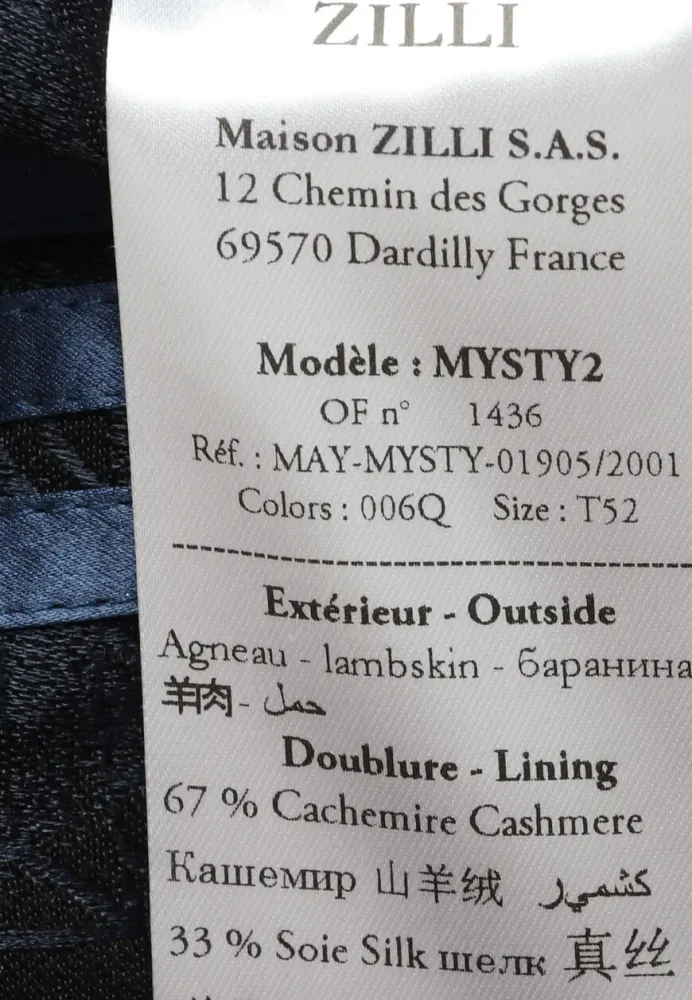 ZILLI
Maison ZILLI S.A.S.
12 Chemin des Gorges
69570 Dardilly France
Modèle : MYSTY2
OF n° 1436
Réf. : MAY-MYSTY-01905/2001
Colors : 006Q Size : T52
Extérieur - Outside
Agneau - lambskin - баранина
羊肉 - حمل
Doublure - Lining
67 % Cachemire Cashmere
Кашемир 山羊绒 كشمير
33 % Soie Silk шелк 真丝